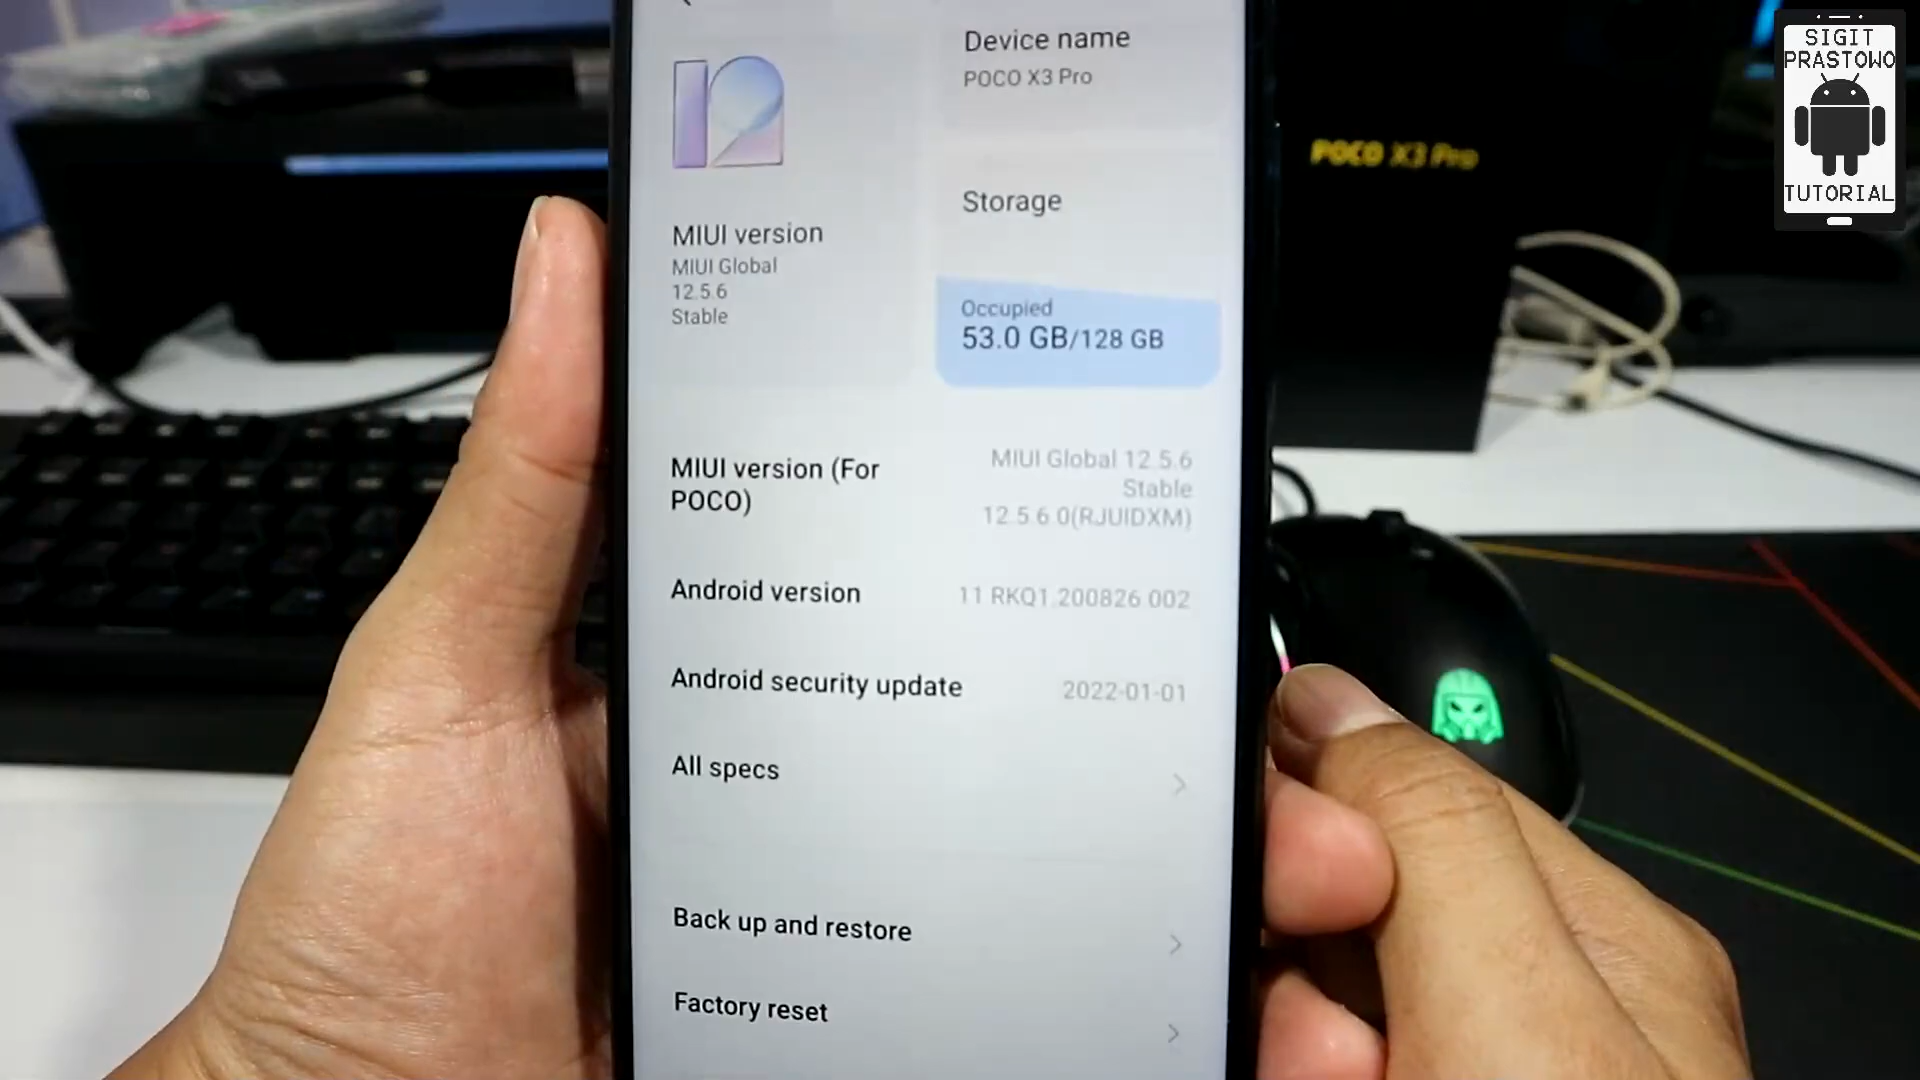 Device name
POCO X3 Pro
MIUI version
MIUI Global
12.5.6
Stable
Storage
Occupied
53.0 GB/128 GB
MIUI version (For
POCO)
MIUI Global 12.5.6
Stable
12.5.6.0(RJUIDXM)
Android version
11 RKQ1.200826.002
Android security update
2022-01-01
All specs
Back up and restore
Factory reset
POCO X3 Pro
SIGIT
PRASTOWO
TUTORIAL